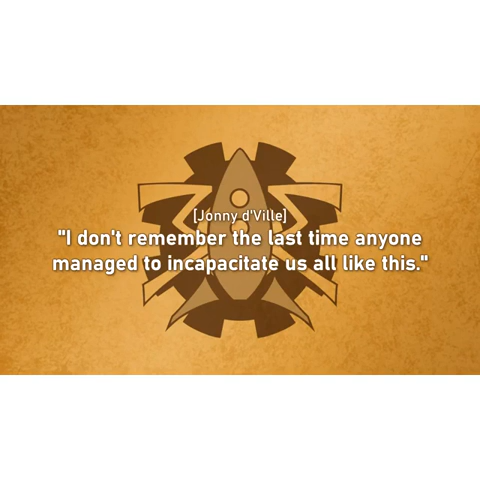 [Jonny d'Ville]
"I don't remember the last time anyone
managed to incapacitate us all like this."